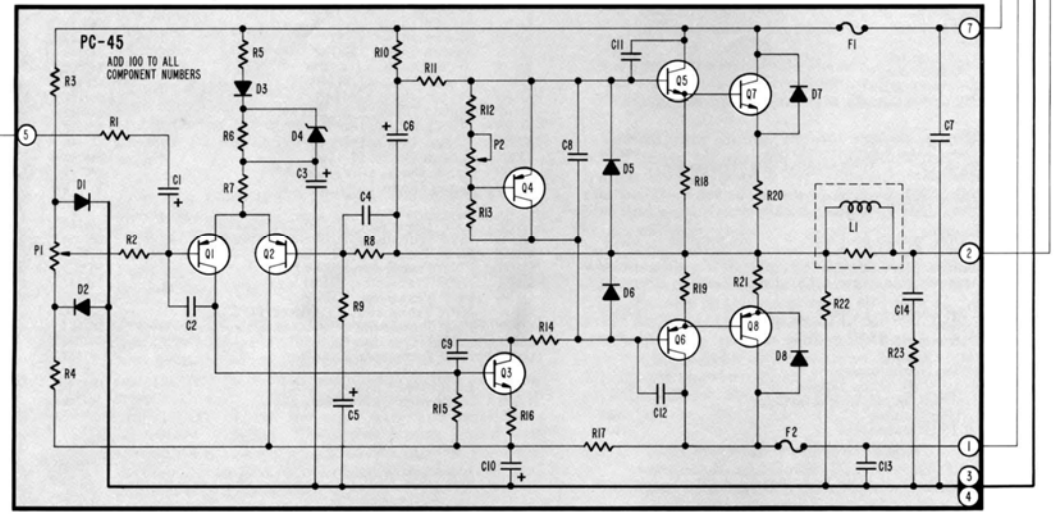 PC-45
ADD 100 TO ALL
COMPONENT NUMBERS
R5
R10
C11
F1
7
R3
D3
R11
Q5
Q7
D7
R12
5
R1
R6
D4
C6
P2
C8
C7
D1
C1
R7
C3
D5
R18
Q4
R20
R13
C4
L1
P1
R2
Q1
Q2
R8
2
D2
C2
R9
D6
R19
R21
R22
C14
R14
Q6
Q8
C9
Q3
D8
R23
R4
R15
R16
C5
C12
R17
F2
1
C10
C13
3
4